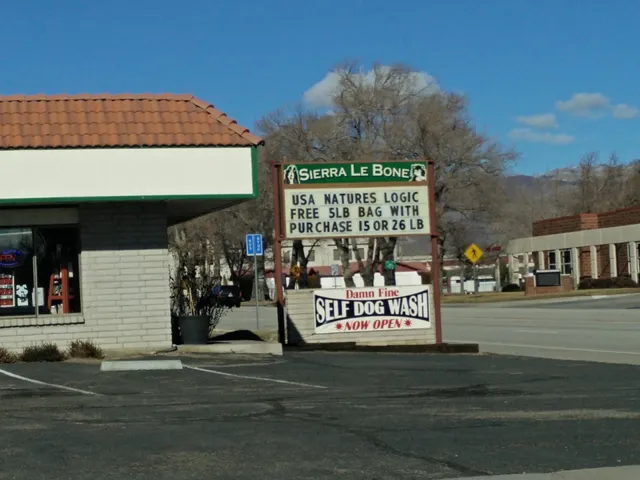 SIERRA LE BONE
USA NATURES LOGIC
FREE 5LB BAG WITH
PURCHASE 15 OR 26 LB
Damn Fine
SELF DOG WASH
NOW OPEN
OPEN